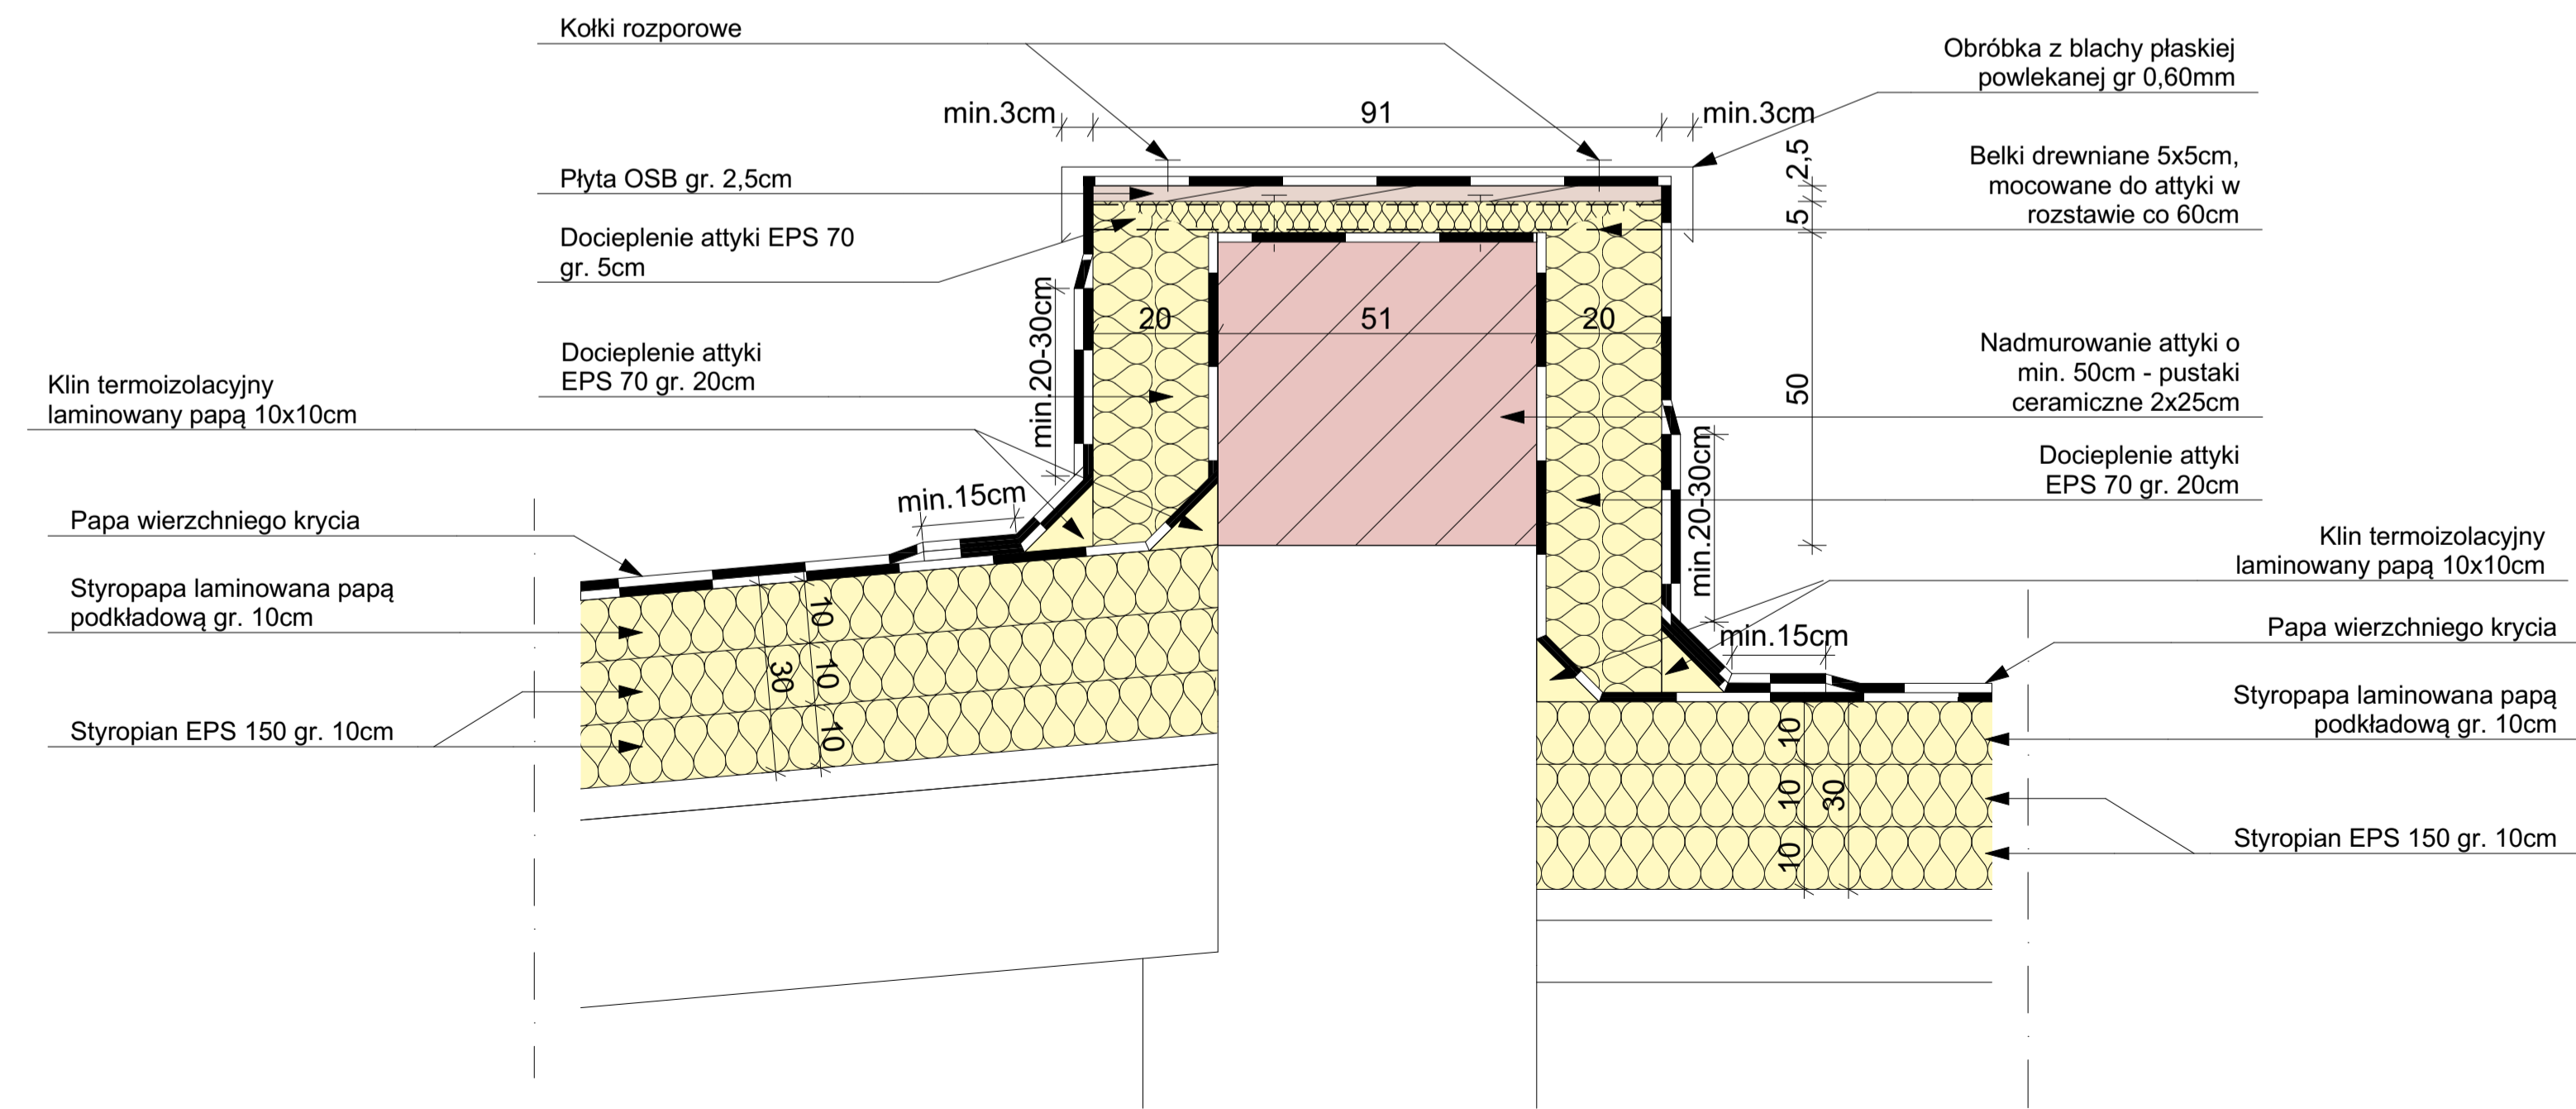 Kołki rozporowe
Obróbka z blachy płaskiej
powlekanej gr 0,60mm
min.3cm
91
min.3cm
Płyta OSB gr. 2,5cm
2,5
Belki drewniane 5x5cm,
mocowane do attyki w
rozstawie co 60cm
Docieplenie attyki EPS 70
gr. 5cm
5
min.20-30cm
20
51
20
50
Docieplenie attyki
EPS 70 gr. 20cm
Nadmurowanie attyki o
min. 50cm - pustaki
ceramiczne 2x25cm
Klin termoizolacyjny
laminowany papą 10x10cm
Docieplenie attyki
EPS 70 gr. 20cm
min.15cm
min.20-30cm
Papa wierzchniego krycia
Klin termoizolacyjny
laminowany papą 10x10cm
Styropapa laminowana papą
podkładową gr. 10cm
10
10
10
30
min.15cm
Papa wierzchniego krycia
Styropian EPS 150 gr. 10cm
Styropapa laminowana papą
podkładową gr. 10cm
10
10
10
30
Styropian EPS 150 gr. 10cm